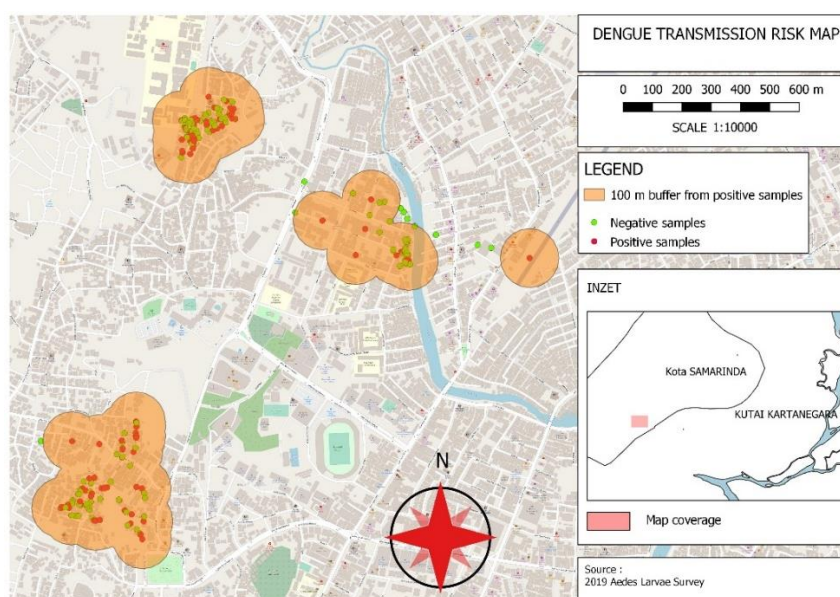 DENGUE TRANSMISSION RISK MAP
0 100 200 300 400 500 600 m
SCALE 1:10000
LEGEND
100 m buffer from positive samples
Negative samples
Positive samples
INZET
Kota SAMARINDA
KUTAI KARTANEGARA
Map coverage
Source :
2019 Aedes Larvae Survey
N